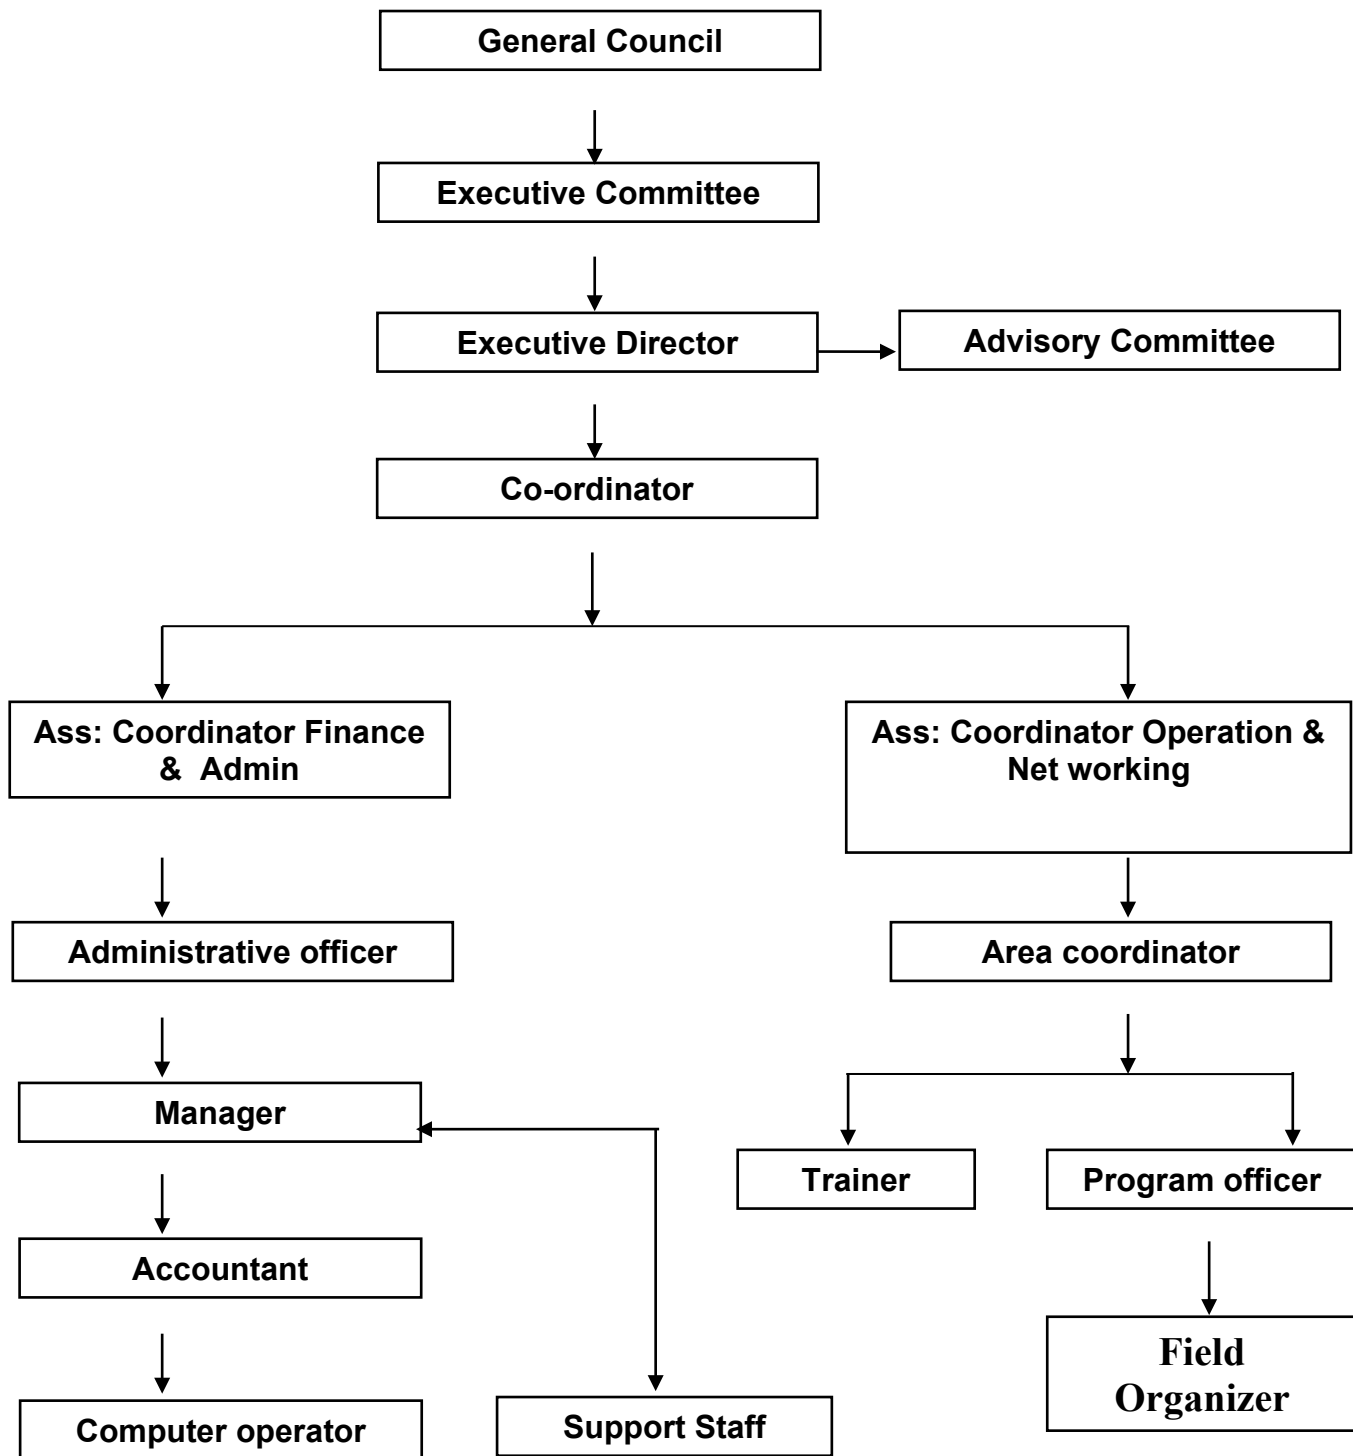 General Council
Executive Committee
Executive Director
Advisory Committee
Co-ordinator
Ass: Coordinator Finance
& Admin
Ass: Coordinator Operation &
Net working
Administrative officer
Area coordinator
Manager
Trainer
Program officer
Accountant
Field
Organizer
Computer operator
Support Staff